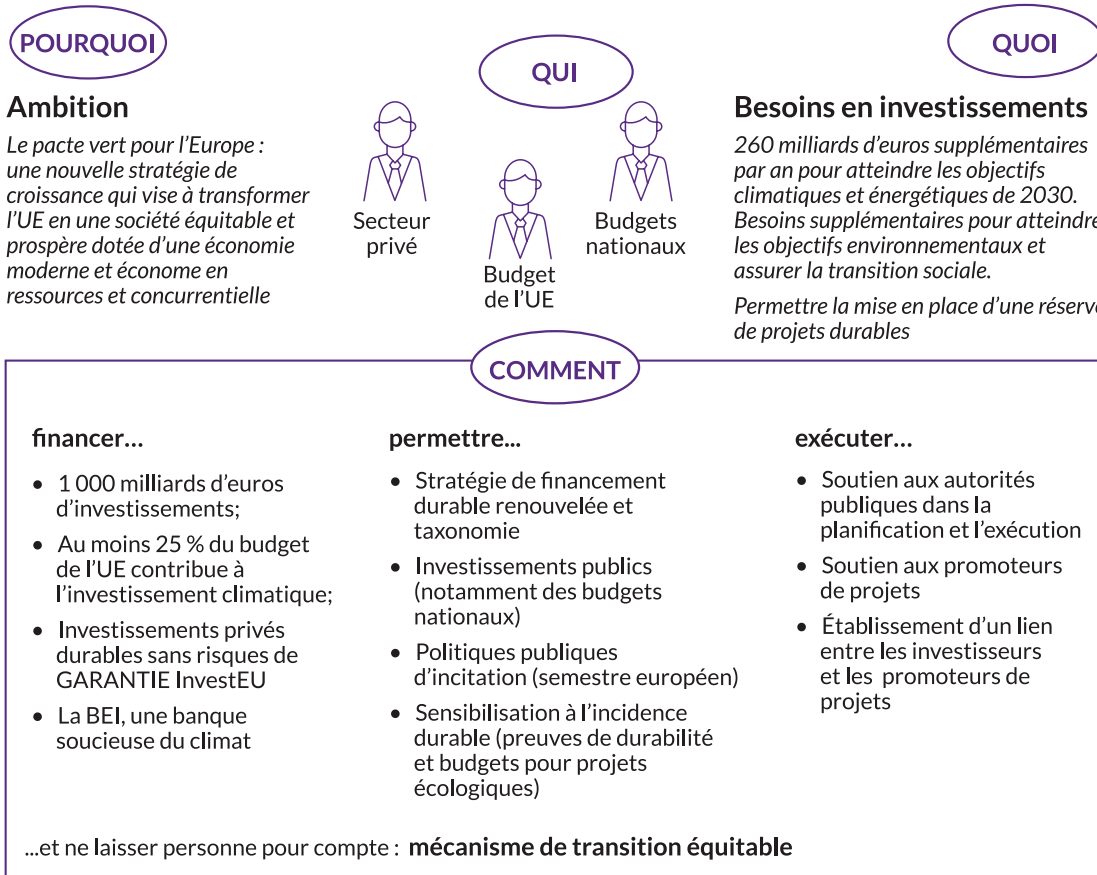 POURQUOI
Ambition
Le pacte vert pour l’Europe :
une nouvelle stratégie de
croissance qui vise à transformer
l’UE en une société équitable et
prospère dotée d’une économie
moderne et économe en
ressources et concurrentielle
QUI
Secteur
privé
Budget
de l’UE
Budgets
nationaux
QUOI
Besoins en investissements
260 milliards d’euros supplémentaires
par an pour atteindre les objectifs
climatiques et énergétiques de 2030.
Besoins supplémentaires pour atteindre
les objectifs environnementaux et
assurer la transition sociale.
Permettre la mise en place d’une réserve
de projets durables
COMMENT
financer...
• 1 000 milliards d’euros
d’investissements;
• Au moins 25 % du budget
de l’UE contribue à
l’investissement climatique;
• Investissements privés
durables sans risques de
GARANTIE InvestEU
• La BEI, une banque
soucieuse du climat
permettre...
• Stratégie de financement
durable renouvelée et
taxonomie
• Investissements publics
(notamment des budgets
nationaux)
• Politiques publiques
d’incitation (semestre européen)
• Sensibilisation à l’incidence
durable (preuves de durabilité
et budgets pour projets
écologiques)
exécuter...
• Soutien aux autorités
publiques dans la
planification et l’exécution
• Soutien aux promoteurs
de projets
• Établissement d’un lien
entre les investisseurs
et les promoteurs de
projets
...et ne laisser personne pour compte : mécanisme de transition équitable